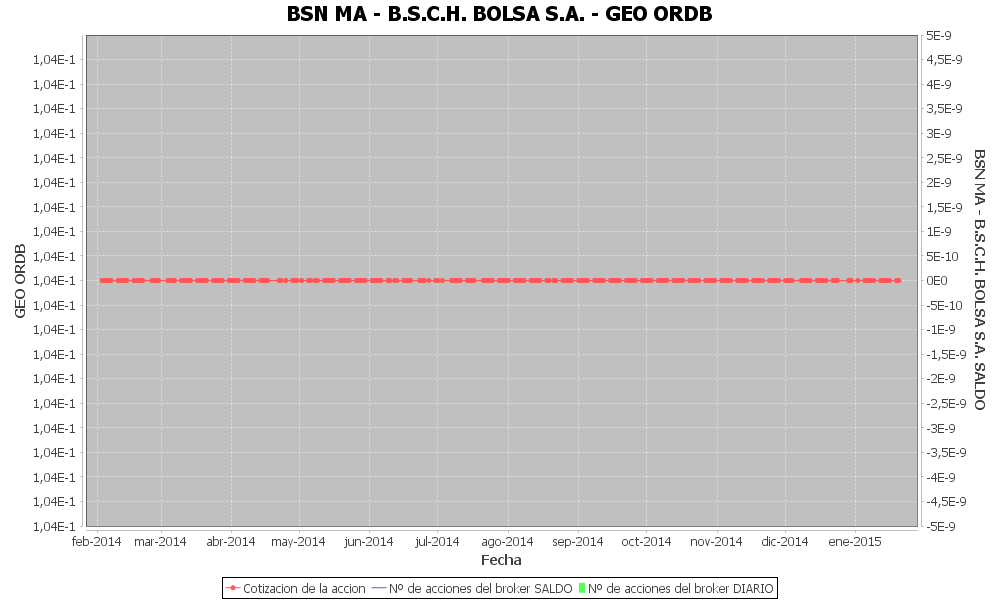 BSN MA - B.S.C.H. BOLSA S.A. - GEO ORDB
5E-9
1,04E-1 4,5E-9
1,04E-1 4E-9
1,04E-1 3,5E-9
1,04E-1 3E-9
1,04E-1 2,5E-9
1,04E-1 2E-9
1,04E-1 1,5E-9
1,04E-1 1E-9
1,04E-1 5E-10
1,04E-1 0E0
1,04E-1 -5E-10
1,04E-1 -1E-9
1,04E-1 -1,5E-9
1,04E-1 -2E-9
1,04E-1 -2,5E-9
1,04E-1 -3E-9
1,04E-1 -3,5E-9
1,04E-1 -4E-9
1,04E-1 -4,5E-9
1,04E-1 -5E-9
GEO ORDB
BSN MA - B.S.C.H. BOLSA S.A. SALDO
feb-2014 mar-2014 abr-2014 may-2014 jun-2014 jul-2014 ago-2014 sep-2014 oct-2014 nov-2014 dic-2014 ene-2015
Fecha
Cotizacion de la accion Nº de acciones del broker SALDO Nº de acciones del broker DIARIO